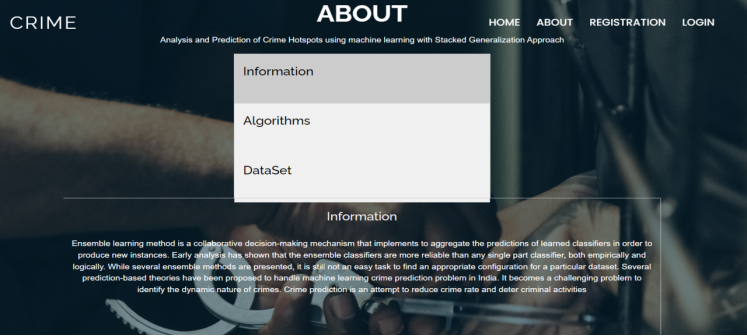 CRIME
ABOUT
HOME ABOUT REGISTRATION LOGIN
Analysis and Prediction of Crime Hotspots using machine learning with Stacked Generalization Approach
Information
Algorithms
DataSet
Information
Ensemble learning method is a collaborative decision-making mechanism that implements to aggregate the predictions of learned classifiers in order to
produce new instances. Early analysis has shown that the ensemble classifiers are more reliable than any single part classifier, both empirically and
logically. While several ensemble methods are presented, it is still not an easy task to find an appropriate configuration for a particular dataset. Several
prediction-based theories have been proposed to handle machine learning crime prediction problem in India. It becomes a challenging problem to
identify the dynamic nature of crimes. Crime prediction is an attempt to reduce crime rate and deter criminal activities